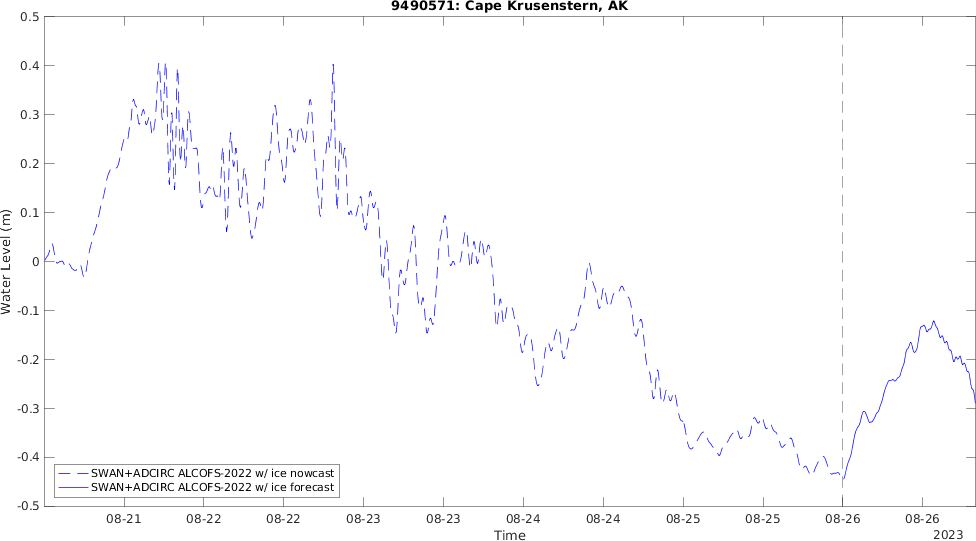 9490571: Cape Krusenstern, AK
0.5
0.4
0.3
0.2
0.1
0
-0.1
-0.2
-0.3
-0.4
-0.5
Water Level (m)
SWAN+ADCIRC ALCOFS-2022 w/ ice nowcast
SWAN+ADCIRC ALCOFS-2022 w/ ice forecast
08-21 08-22 08-22 08-23 08-23 08-24 08-24 08-25 08-25 08-26 08-26
Time
2023